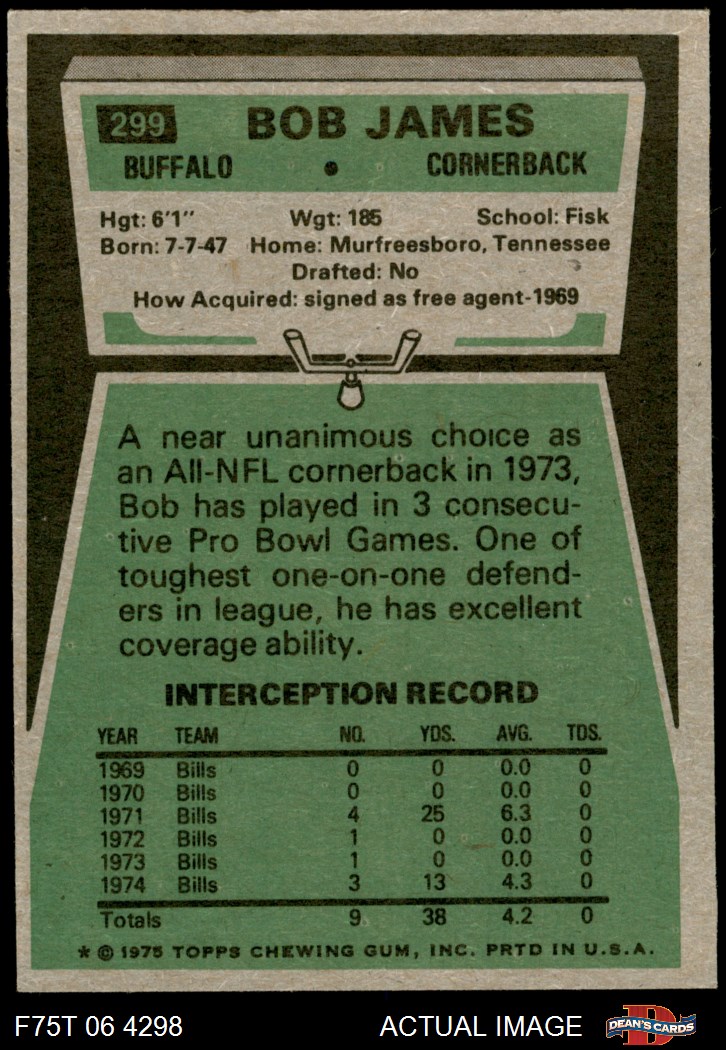 299 BOB JAMES
BUFFALO • CORNERBACK
Hgt: 6'1" Wgt: 185 School: Fisk
Born: 7-7-47 Home: Murfreesboro, Tennessee
Drafted: No
How Acquired: signed as free agent-1969
A near unanimous choice as
an All-NFL cornerback in 1973,
Bob has played in 3 consecu-
tive Pro Bowl Games. One of
toughest one-on-one defend-
ers in league, he has excellent
coverage ability.
INTERCEPTION RECORD
YEAR TEAM NO. YDS. AVG. TDS.
1969 Bills 0 0 0.0 0
1970 Bills 0 0 0.0 0
1971 Bills 4 25 6.3 0
1972 Bills 1 0 0.0 0
1973 Bills 1 0 0.0 0
1974 Bills 3 13 4.3 0
Totals 9 38 4.2 0
* © 1975 TOPPS CHEWING GUM, INC. PRTD IN U.S.A.
F75T 06 4298 ACTUAL IMAGE D DEAN'S CARDS